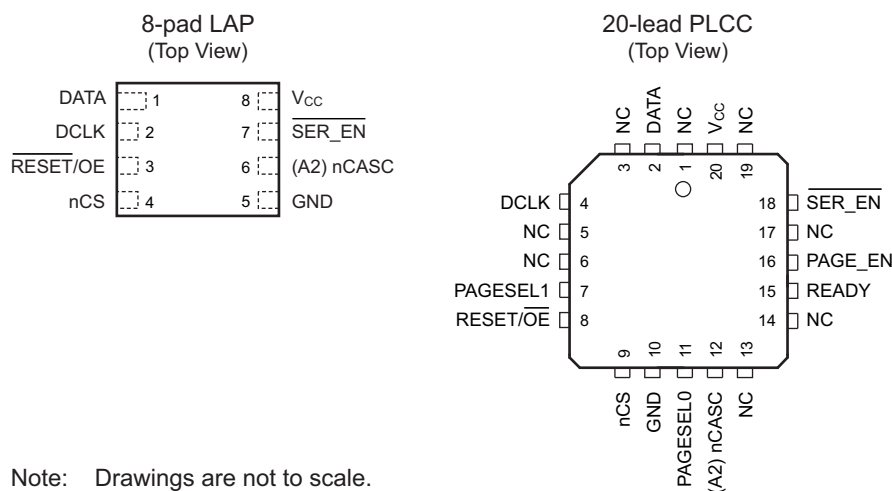 8-pad LAP
(Top View)
DATA 1
DCLK 2
RESET/OE 3
nCS 4
8 Vcc
7 SER_EN
6 (A2) nCASC
5 GND
20-lead PLCC
(Top View)
NC 3
DATA 2
NC 1
Vcc 20
NC 19
DCLK 4
NC 5
NC 6
PAGESEL1 7
RESET/OE 8
18 SER_EN
17 NC
16 PAGE_EN
15 READY
14 NC
9 nCS
10 GND
11 PAGESEL0
12 (A2) nCASC
13 NC
Note: Drawings are not to scale.